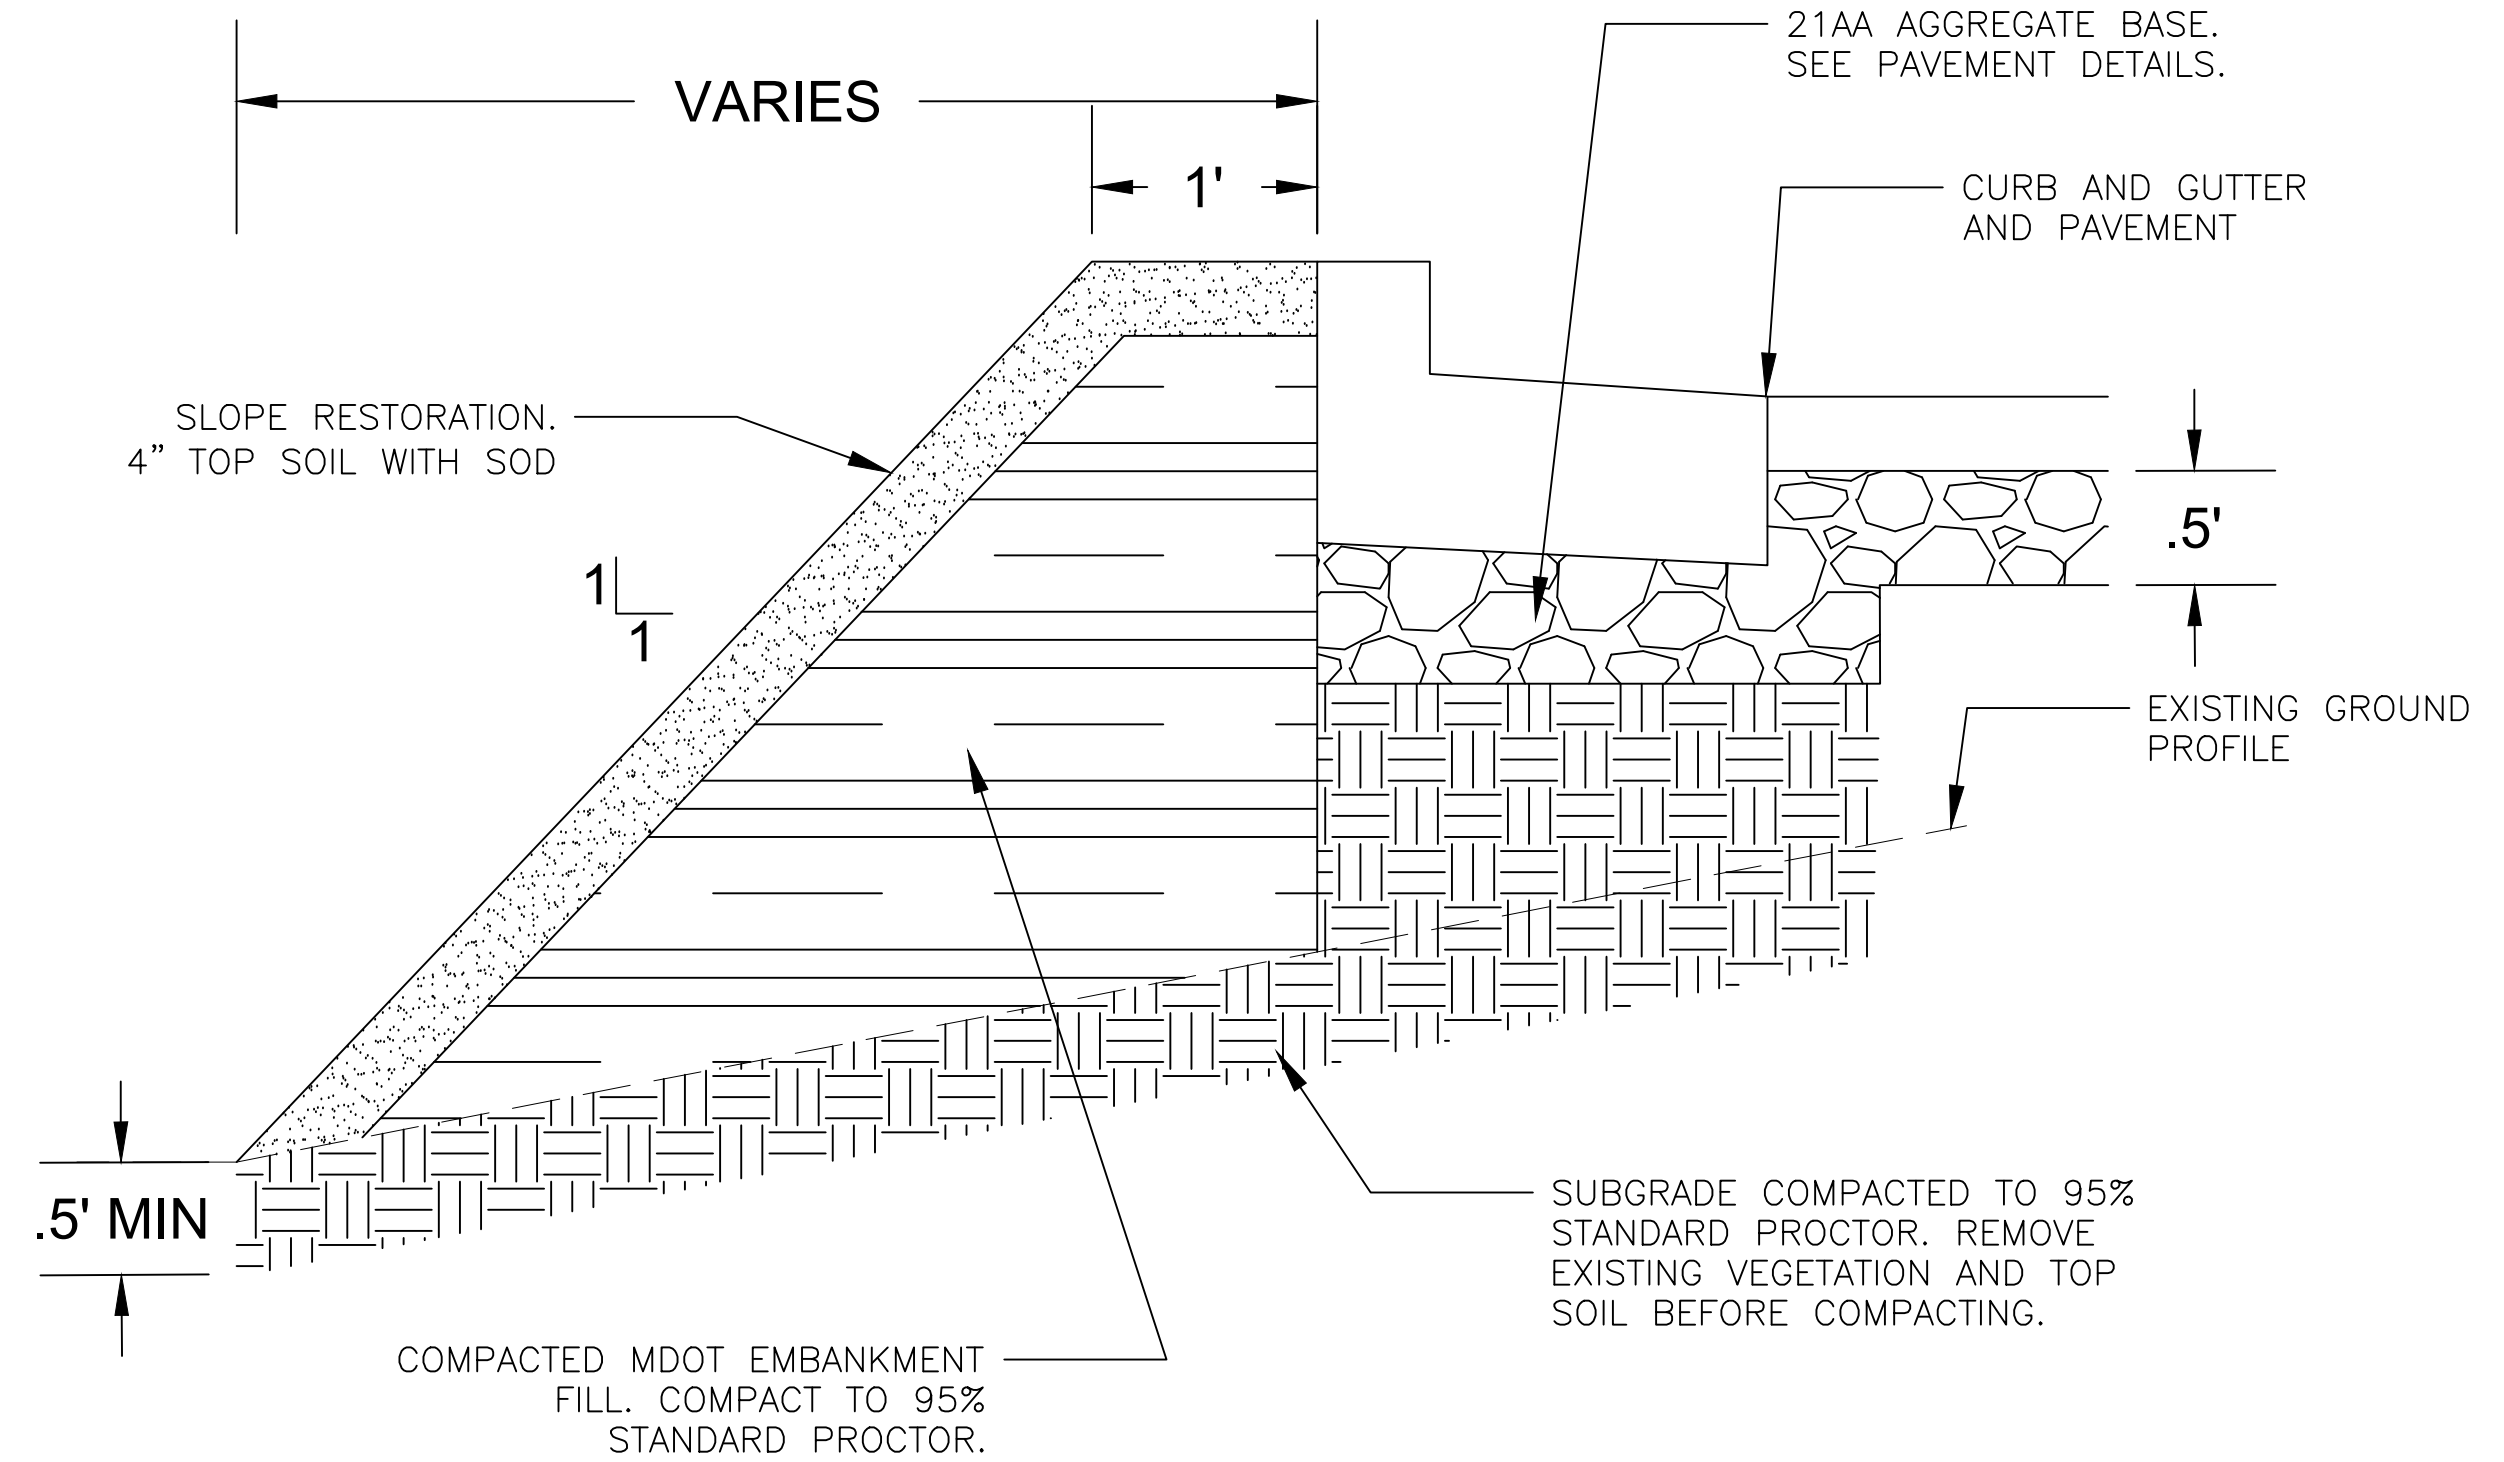 21AA AGGREGATE BASE.
SEE PAVEMENT DETAILS.
VARIES
1'
CURB AND GUTTER
AND PAVEMENT
SLOPE RESTORATION.
4" TOP SOIL WITH SOD
.5'
1
1
EXISTING GROUND
PROFILE
.5' MIN
SUBGRADE COMPACTED TO 95%
STANDARD PROCTOR. REMOVE
EXISTING VEGETATION AND TOP
SOIL BEFORE COMPACTING.
COMPACTED MDOT EMBANKMENT
FILL. COMPACT TO 95%
STANDARD PROCTOR.